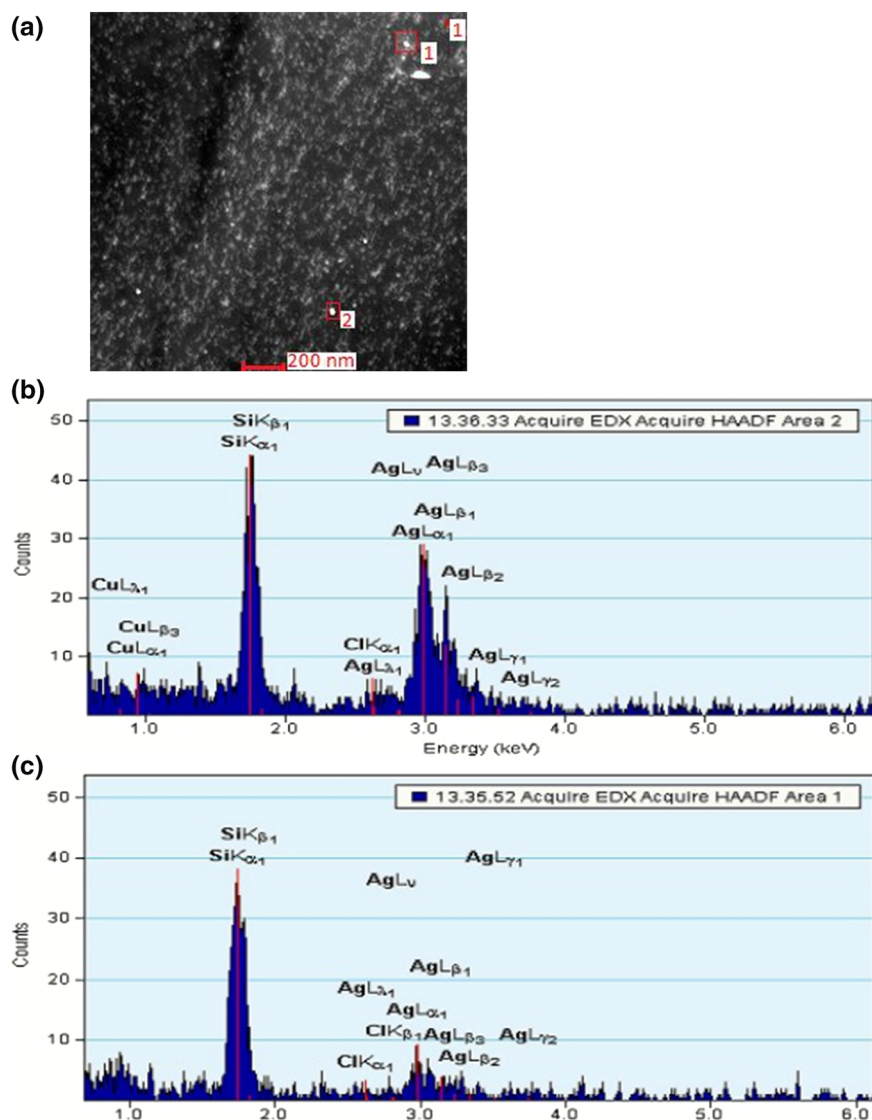 (a)
1
1
2
200 nm
(b)
13.36.33 Acquire EDX Acquire HAADF Area 2
50
40
30
20
10
Counts
SiKβ1
SiKα1
AgLν AgLβ3
AgLβ1
AgLα1
AgLβ2
CuLλ1
CuLβ3
CuLα1
ClKα1
AgLλ1
AgLγ1
AgLγ2
1.0 2.0 3.0 4.0 5.0 6.0
Energy (keV)
(c)
13.35.52 Acquire EDX Acquire HAADF Area 1
50
40
30
20
10
Counts
SiKβ1
SiKα1
AgLγ1
AgLν
AgLβ1
AgLλ1
AgLα1
ClKβ1 AgLβ3 AgLγ2
ClKα1 AgLβ2
1.0 2.0 3.0 4.0 5.0 6.0